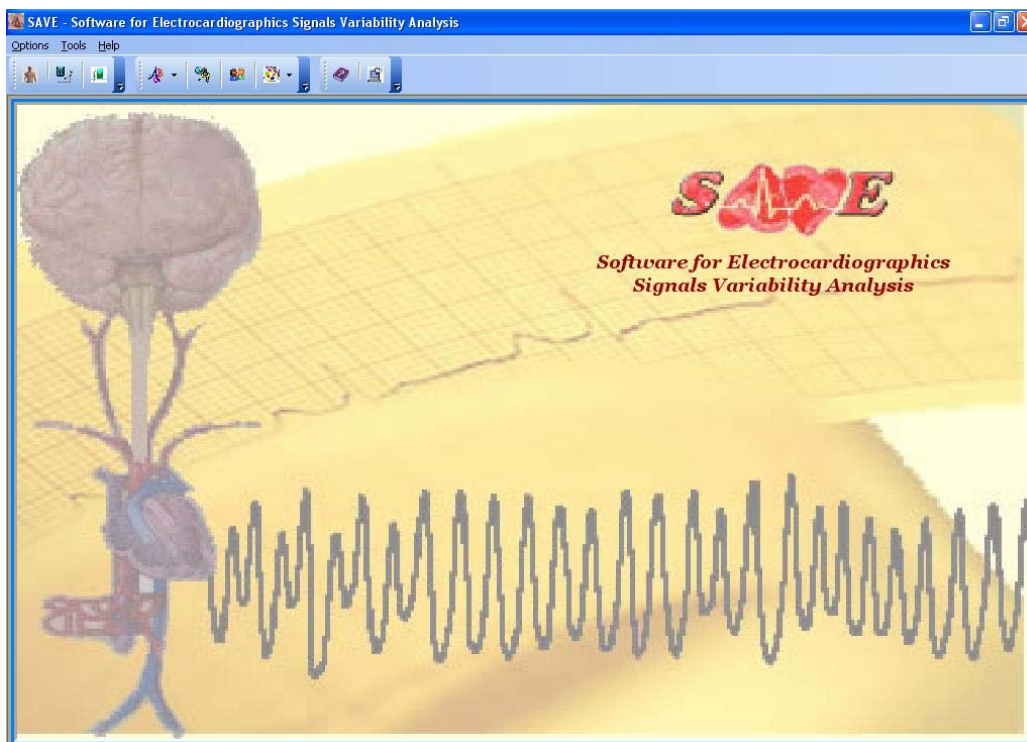 SAVE - Software for Electrocardiographics Signals Variability Analysis
Options Tools Help
SAVE
Software for Electrocardiographics
Signals Variability Analysis